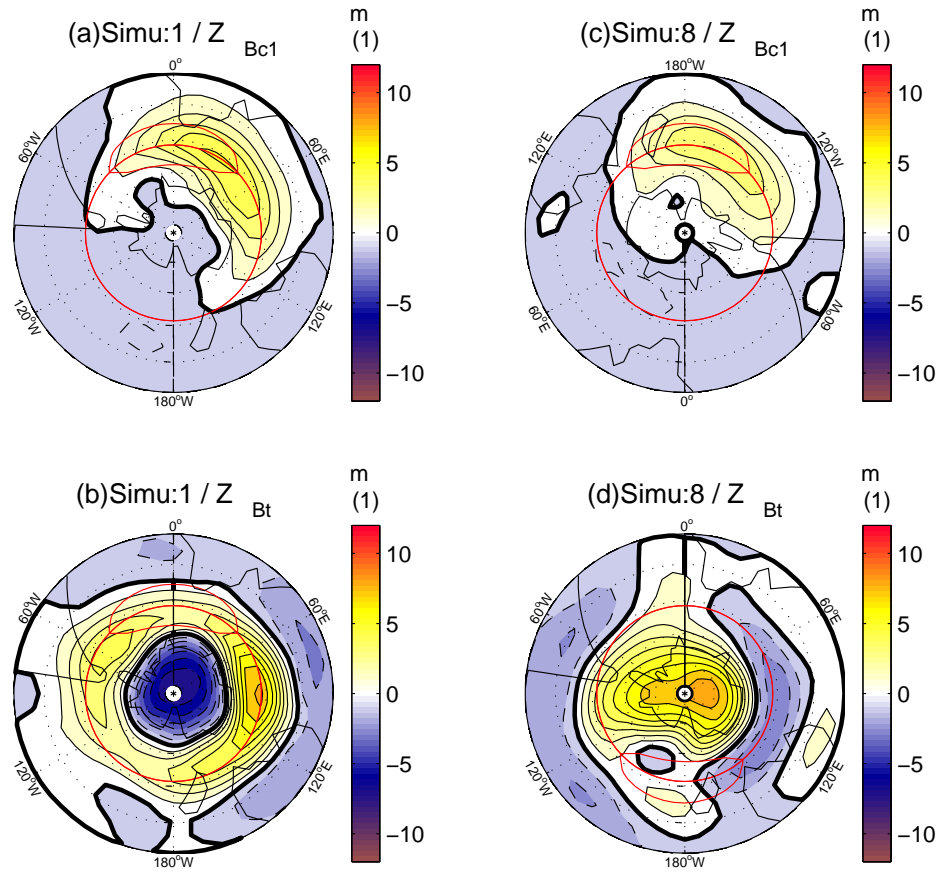 (a)Simu:1 / Z Bc1
m
(1)
0°
60°W
60°E
120°W
120°E
180°W
10
5
0
−5
−10
(c)Simu:8 / Z Bc1
m
(1)
180°W
120°E
120°W
60°E
60°W
0°
10
5
0
−5
−10
(b)Simu:1 / Z Bt
m
(1)
0°
60°W
60°E
120°W
120°E
180°W
10
5
0
−5
−10
(d)Simu:8 / Z Bt
m
(1)
0°
60°W
60°E
120°W
120°E
180°W
10
5
0
−5
−10